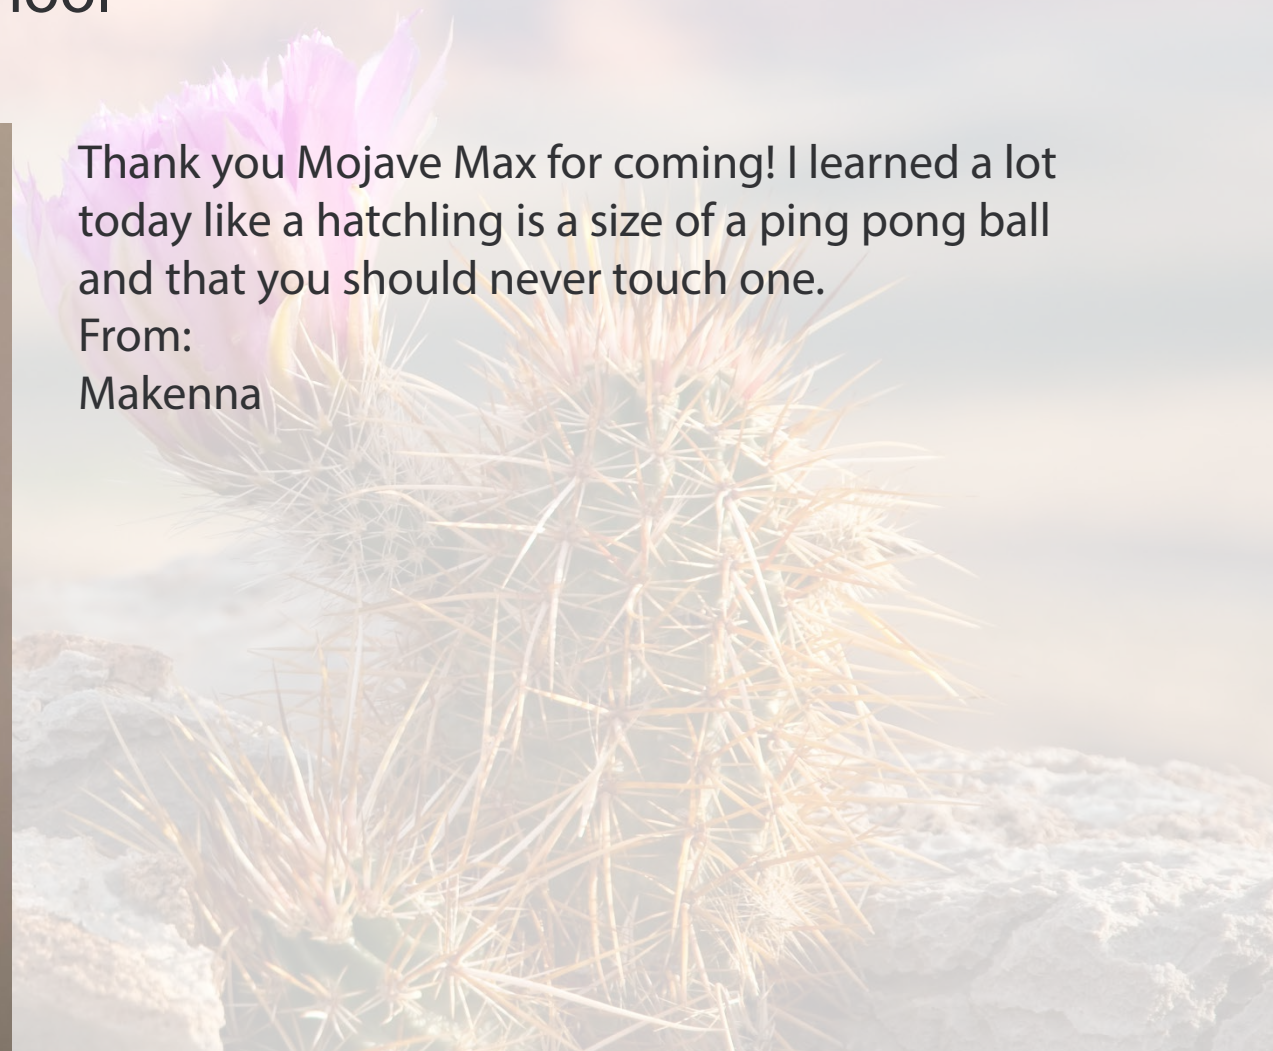 Thank you Mojave Max for coming! I learned a lot
today like a hatchling is a size of a ping pong ball
and that you should never touch one.
From:
Makenna